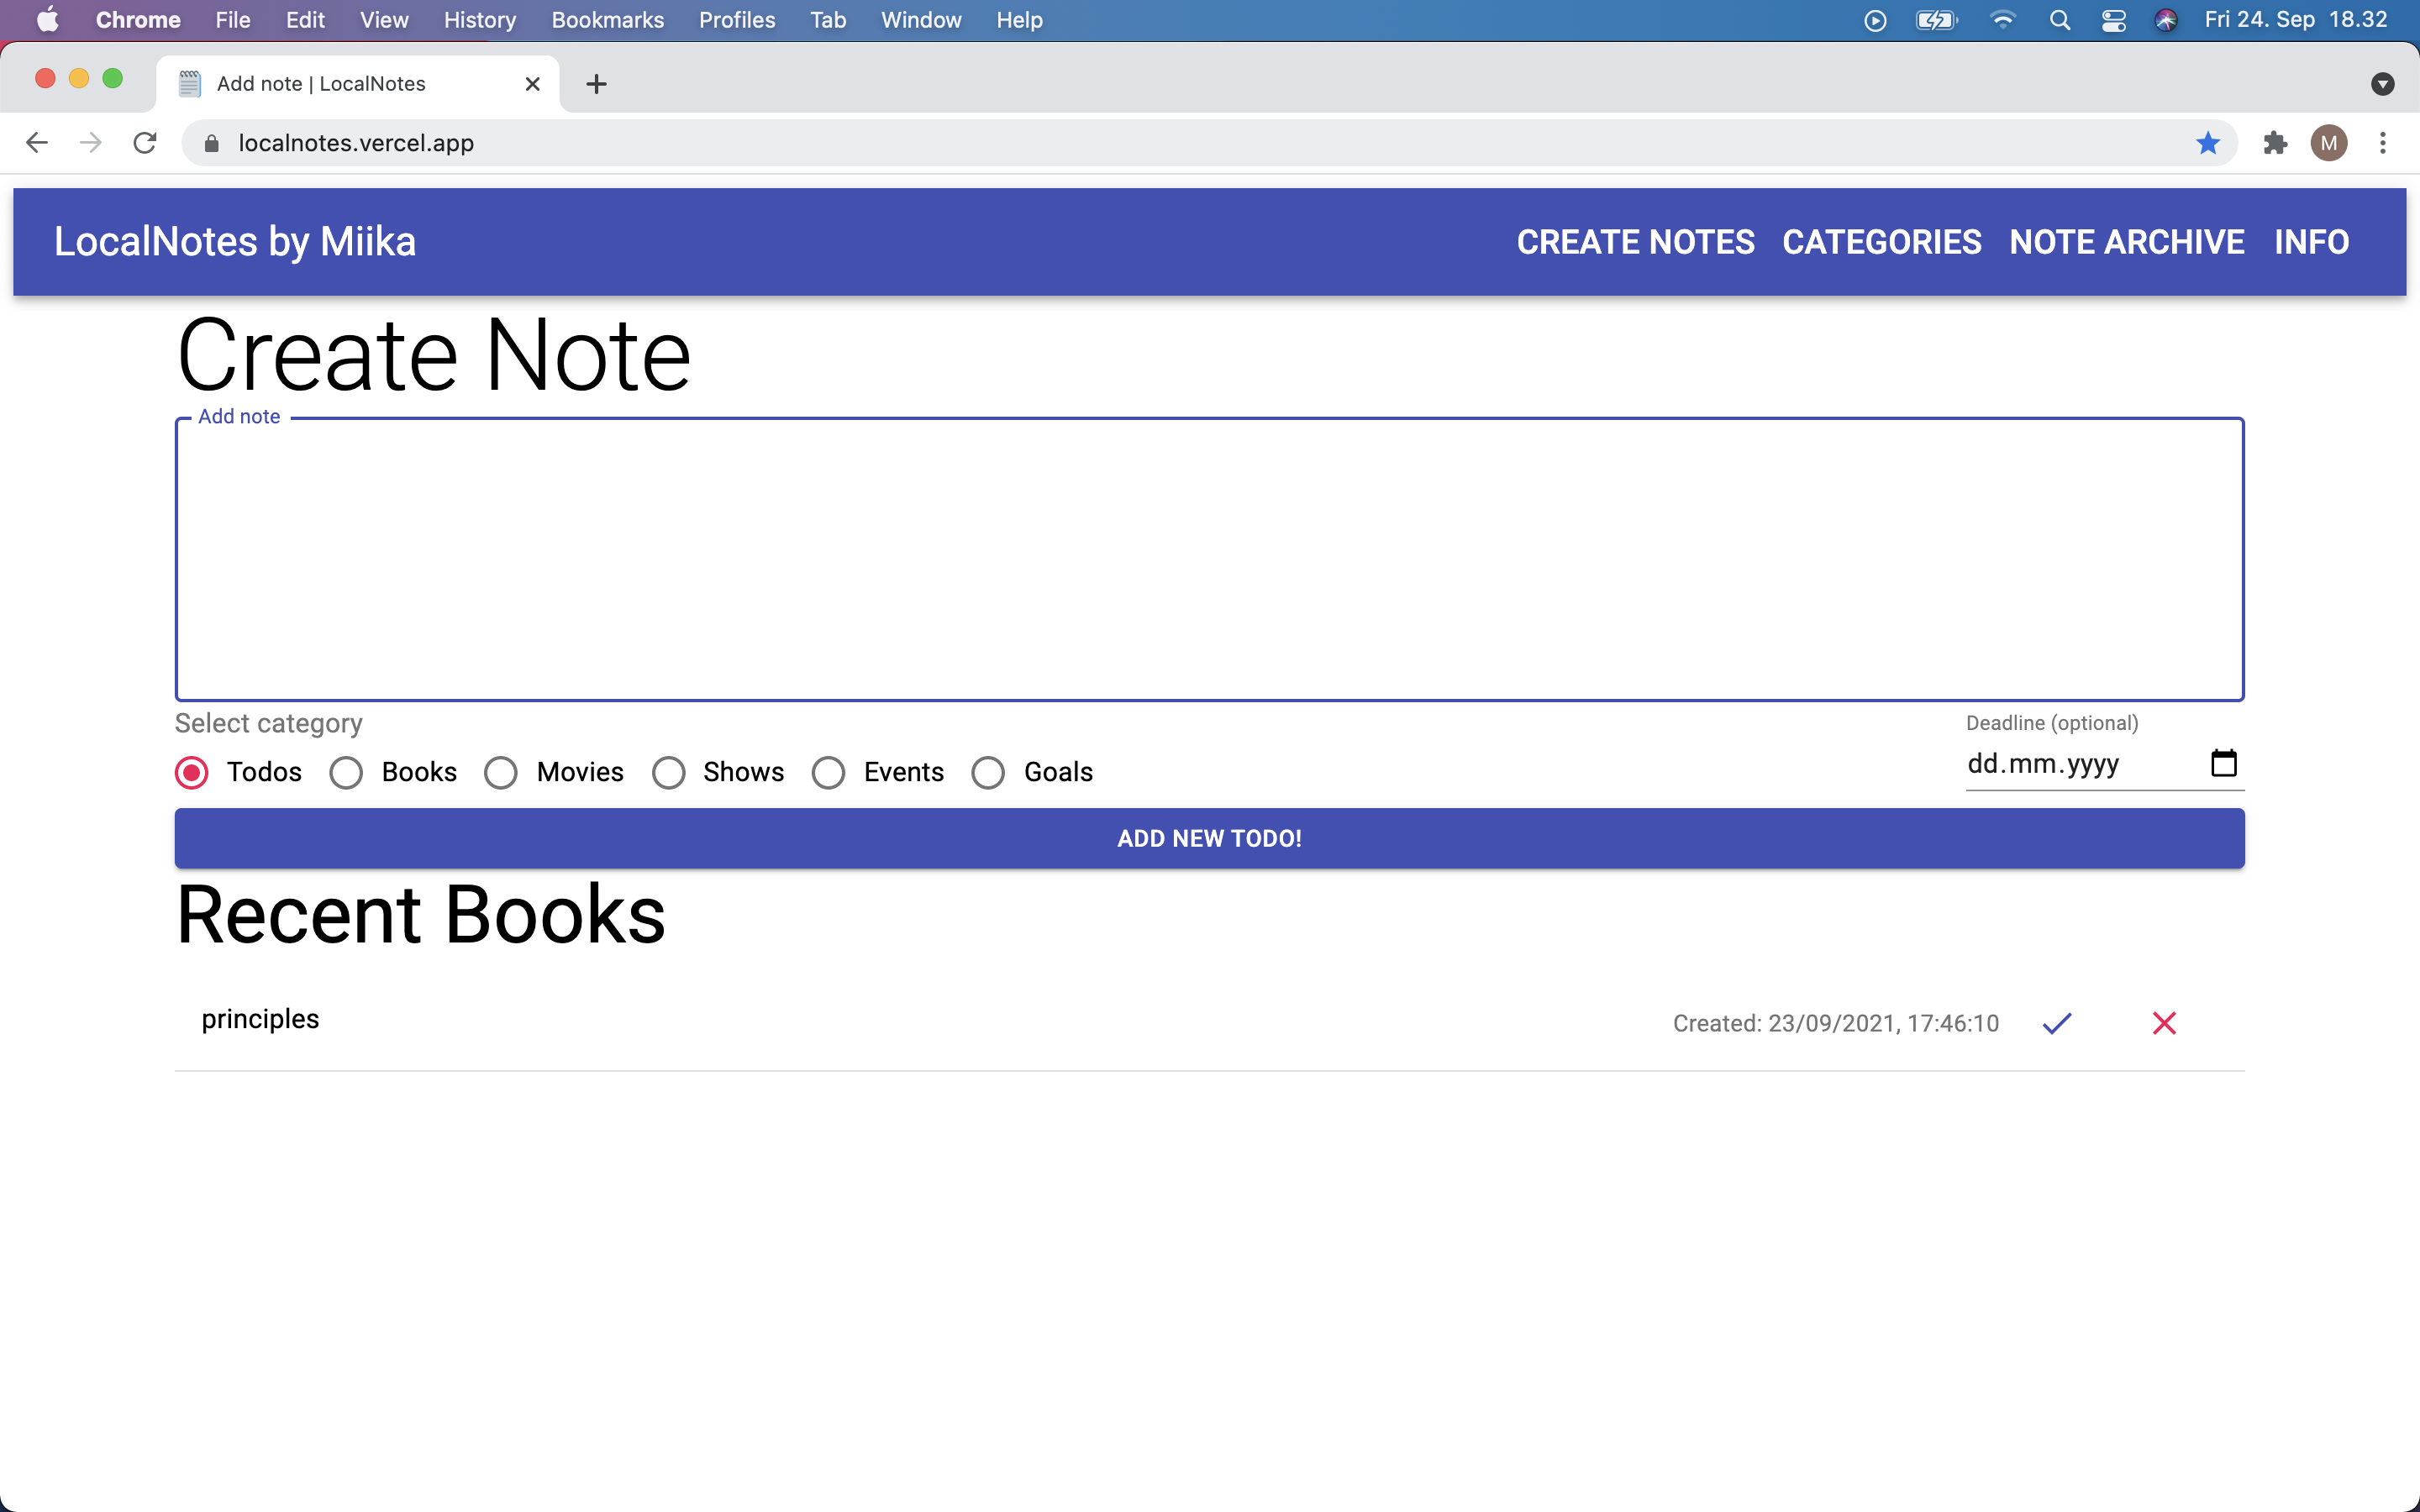 Chrome File Edit View History Bookmarks Profiles Tab Window Help Fri 24. Sep 18.32
Add note | LocalNotes
localnotes.vercel.app M
LocalNotes by Miika CREATE NOTES CATEGORIES NOTE ARCHIVE INFO
Create Note
Add note
Select category Deadline (optional)
Todos Books Movies Shows Events Goals dd.mm.yyyy
ADD NEW TODO!
Recent Books
principles Created: 23/09/2021, 17:46:10